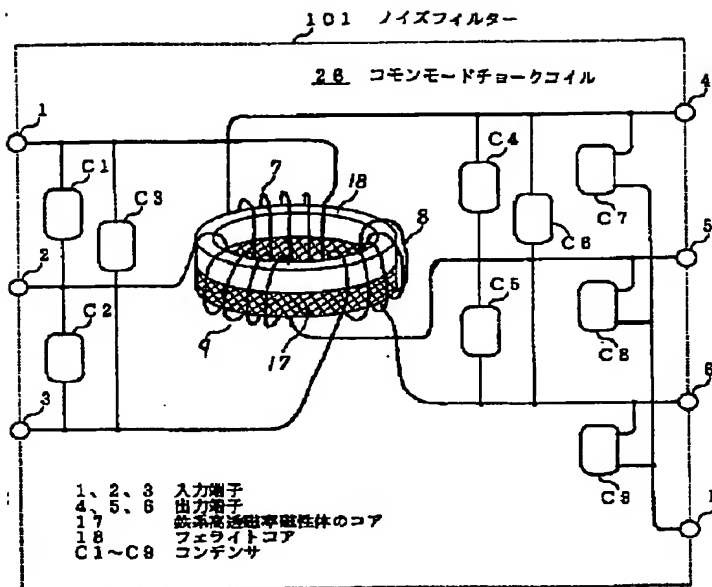 101 ノイズフィルター
26 コモンモードチョークコイル
1
4
C1
C3
7
18
8
C4
C6
C7
2
5
C2
C5
C8
9
17
3
6
C9
1、2、3 入力端子
4、5、6 出力端子
17 鉄系高透磁率磁性体のコア
18 フェライトコア
C1~C9 コンデンサ